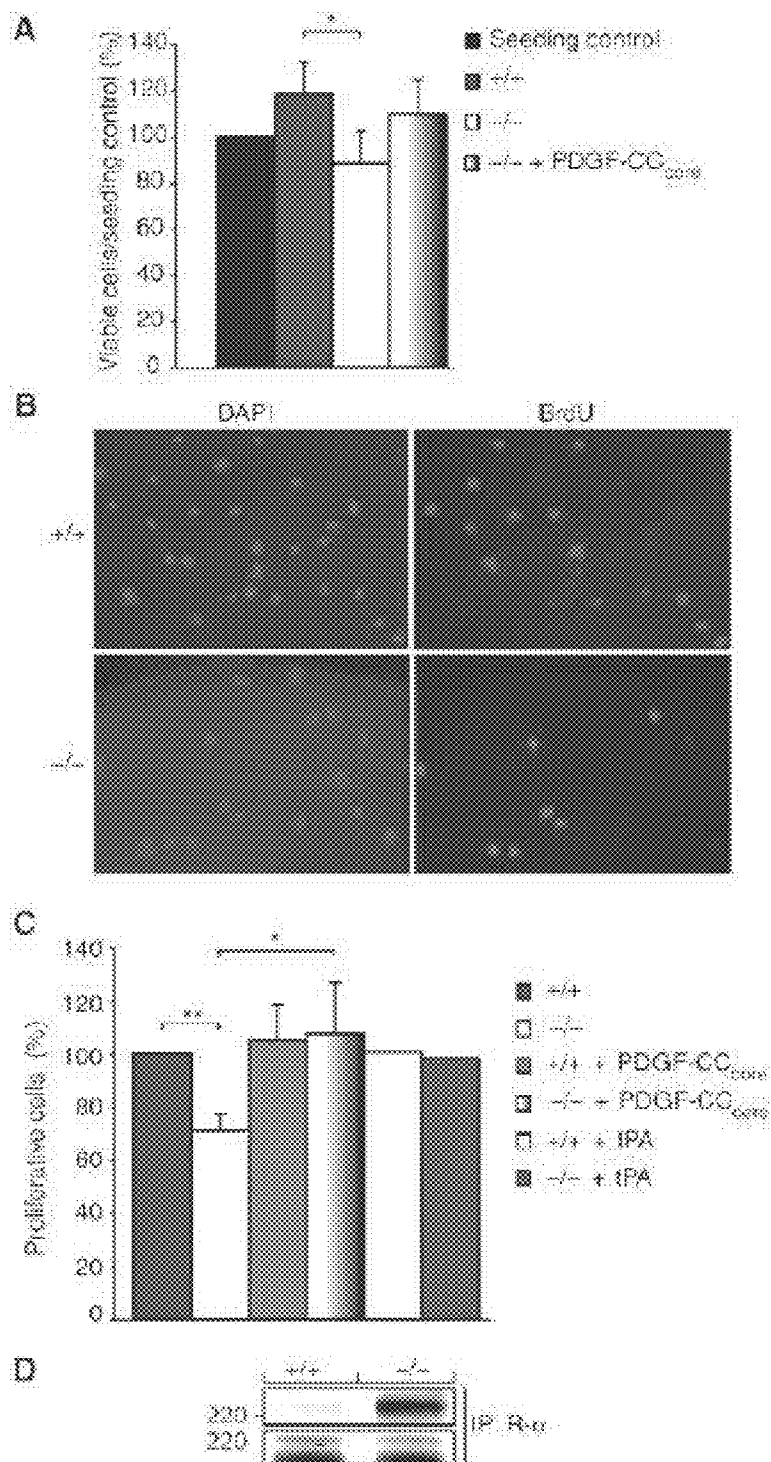 A
*
140
120
100
80
60
40
20
0
Viable cells/seeding control (%)
Seeding control
+/+
-/-
-/- + PDGF-CCcore
B
DAPI
BrdU
+/+
-/-
C
*
**
140
120
100
80
60
40
20
0
Proliferative cells (%)
+/+
-/-
+/+ + PDGF-CCcore
-/- + PDGF-CCcore
+/+ + tPA
-/- + tPA
D
+/+
-/-
220
220
IP: R-α